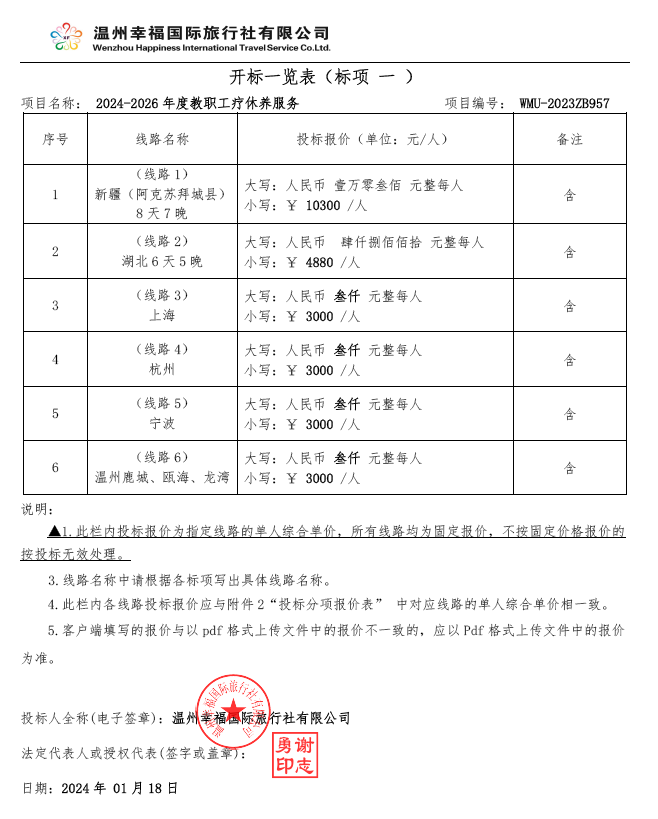 温州幸福国际旅行社有限公司
Wenzhou Happiness International Travel Service Co.Ltd.
开标一览表（标项 一 ）
项目名称： 2024-2026 年度教职工疗休养服务 项目编号： WMU-2023ZB957
序号 线路名称 投标报价（单位：元/人） 备注
1 （线路 1） 新疆（阿克苏拜城县） 8 天 7 晚 大写：人民币 壹万零叁佰 元整每人 小写：￥ 10300 /人 含
2 （线路 2） 湖北 6 天 5 晚 大写：人民币 肆仟捌佰佰拾 元整每人 小写：￥ 4880 /人 含
3 （线路 3） 上海 大写：人民币 叁仟 元整每人 小写：￥ 3000 /人 含
4 （线路 4） 杭州 大写：人民币 叁仟 元整每人 小写：￥ 3000 /人 含
5 （线路 5） 宁波 大写：人民币 叁仟 元整每人 小写：￥ 3000 /人 含
6 （线路 6） 温州鹿城、瓯海、龙湾 大写：人民币 叁仟 元整每人 小写：￥ 3000 /人 含
说明：
▲1.此栏内投标报价为指定线路的单人综合单价，所有线路均为固定报价，不按固定价格报价的
按投标无效处理。
3.线路名称中请根据各标项写出具体线路名称。
4.此栏内各线路投标报价应与附件 2“投标分项报价表” 中对应线路的单人综合单价相一致。
5.客户端填写的报价与以 pdf 格式上传文件中的报价不一致的，应以 Pdf 格式上传文件中的报价
为准。
投标人全称(电子签章)：温州幸福国际旅行社有限公司
温州幸福国际旅行社有限公司
法定代表人或授权代表(签字或盖章)：
谢志勇印
日期：2024 年 01 月 18 日